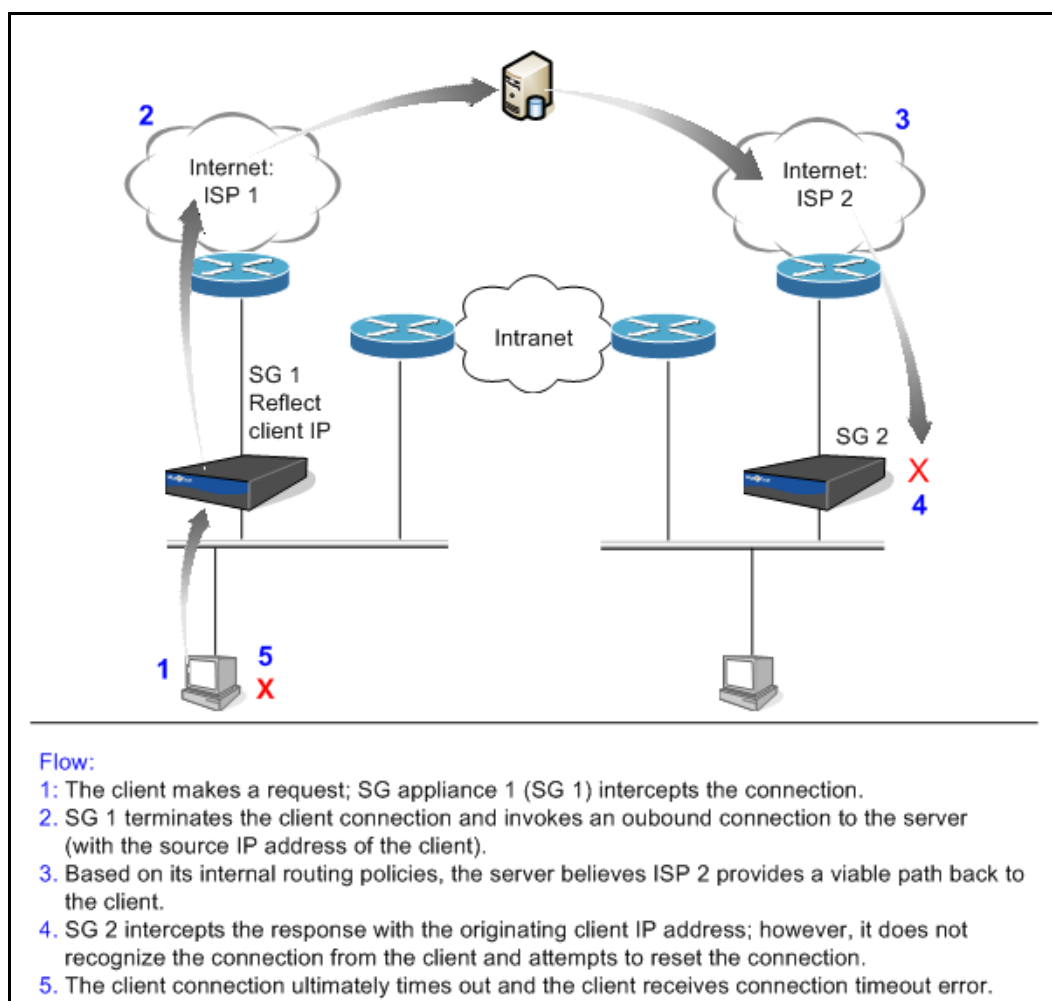 2
3
Internet:
ISP 1
Internet:
ISP 2
Intranet
SG 1
Reflect
client IP
SG 2
X
4
1
5
X
Flow:
1: The client makes a request; SG appliance 1 (SG 1) intercepts the connection.
2. SG 1 terminates the client connection and invokes an oubound connection to the server
(with the source IP address of the client).
3. Based on its internal routing policies, the server believes ISP 2 provides a viable path back to
the client.
4. SG 2 intercepts the response with the originating client IP address; however, it does not
recognize the connection from the client and attempts to reset the connection.
5. The client connection ultimately times out and the client receives connection timeout error.